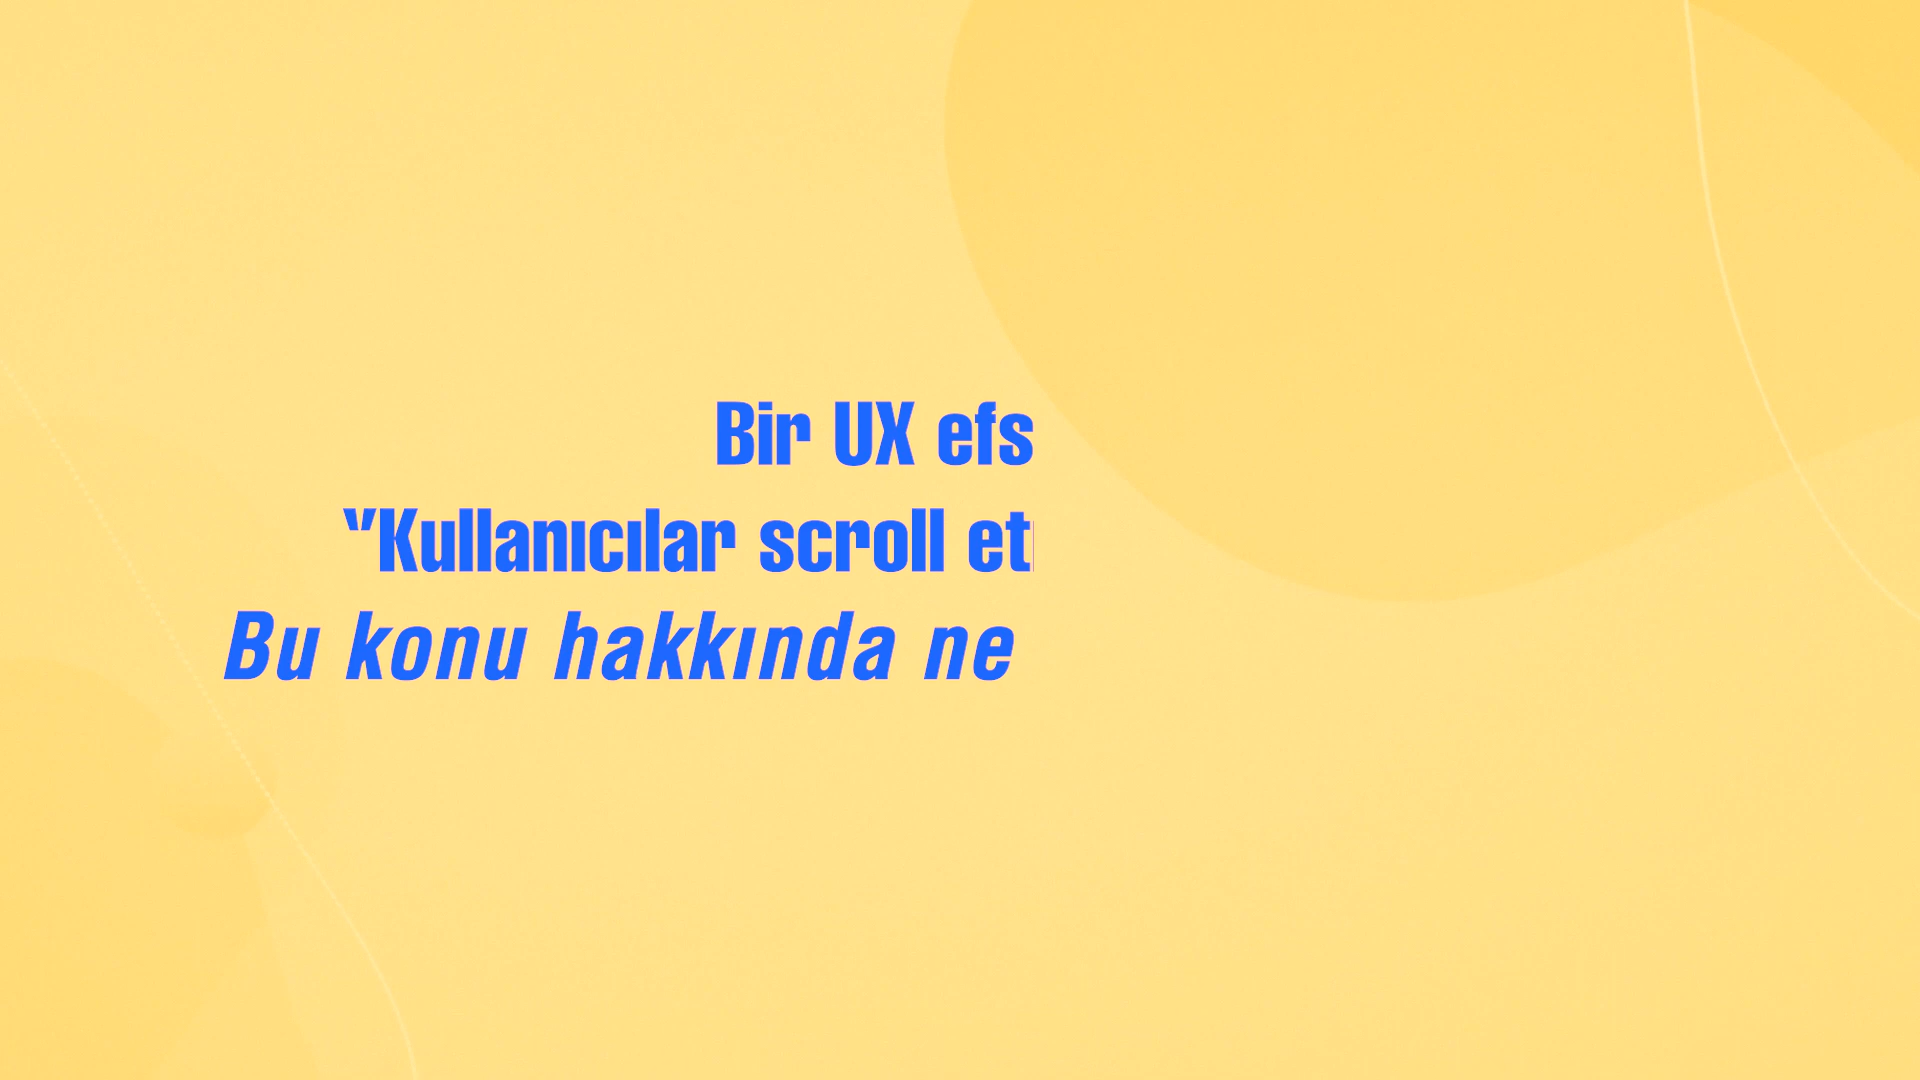 Bir UX efs
"Kullanıcılar scroll et
Bu konu hakkında ne